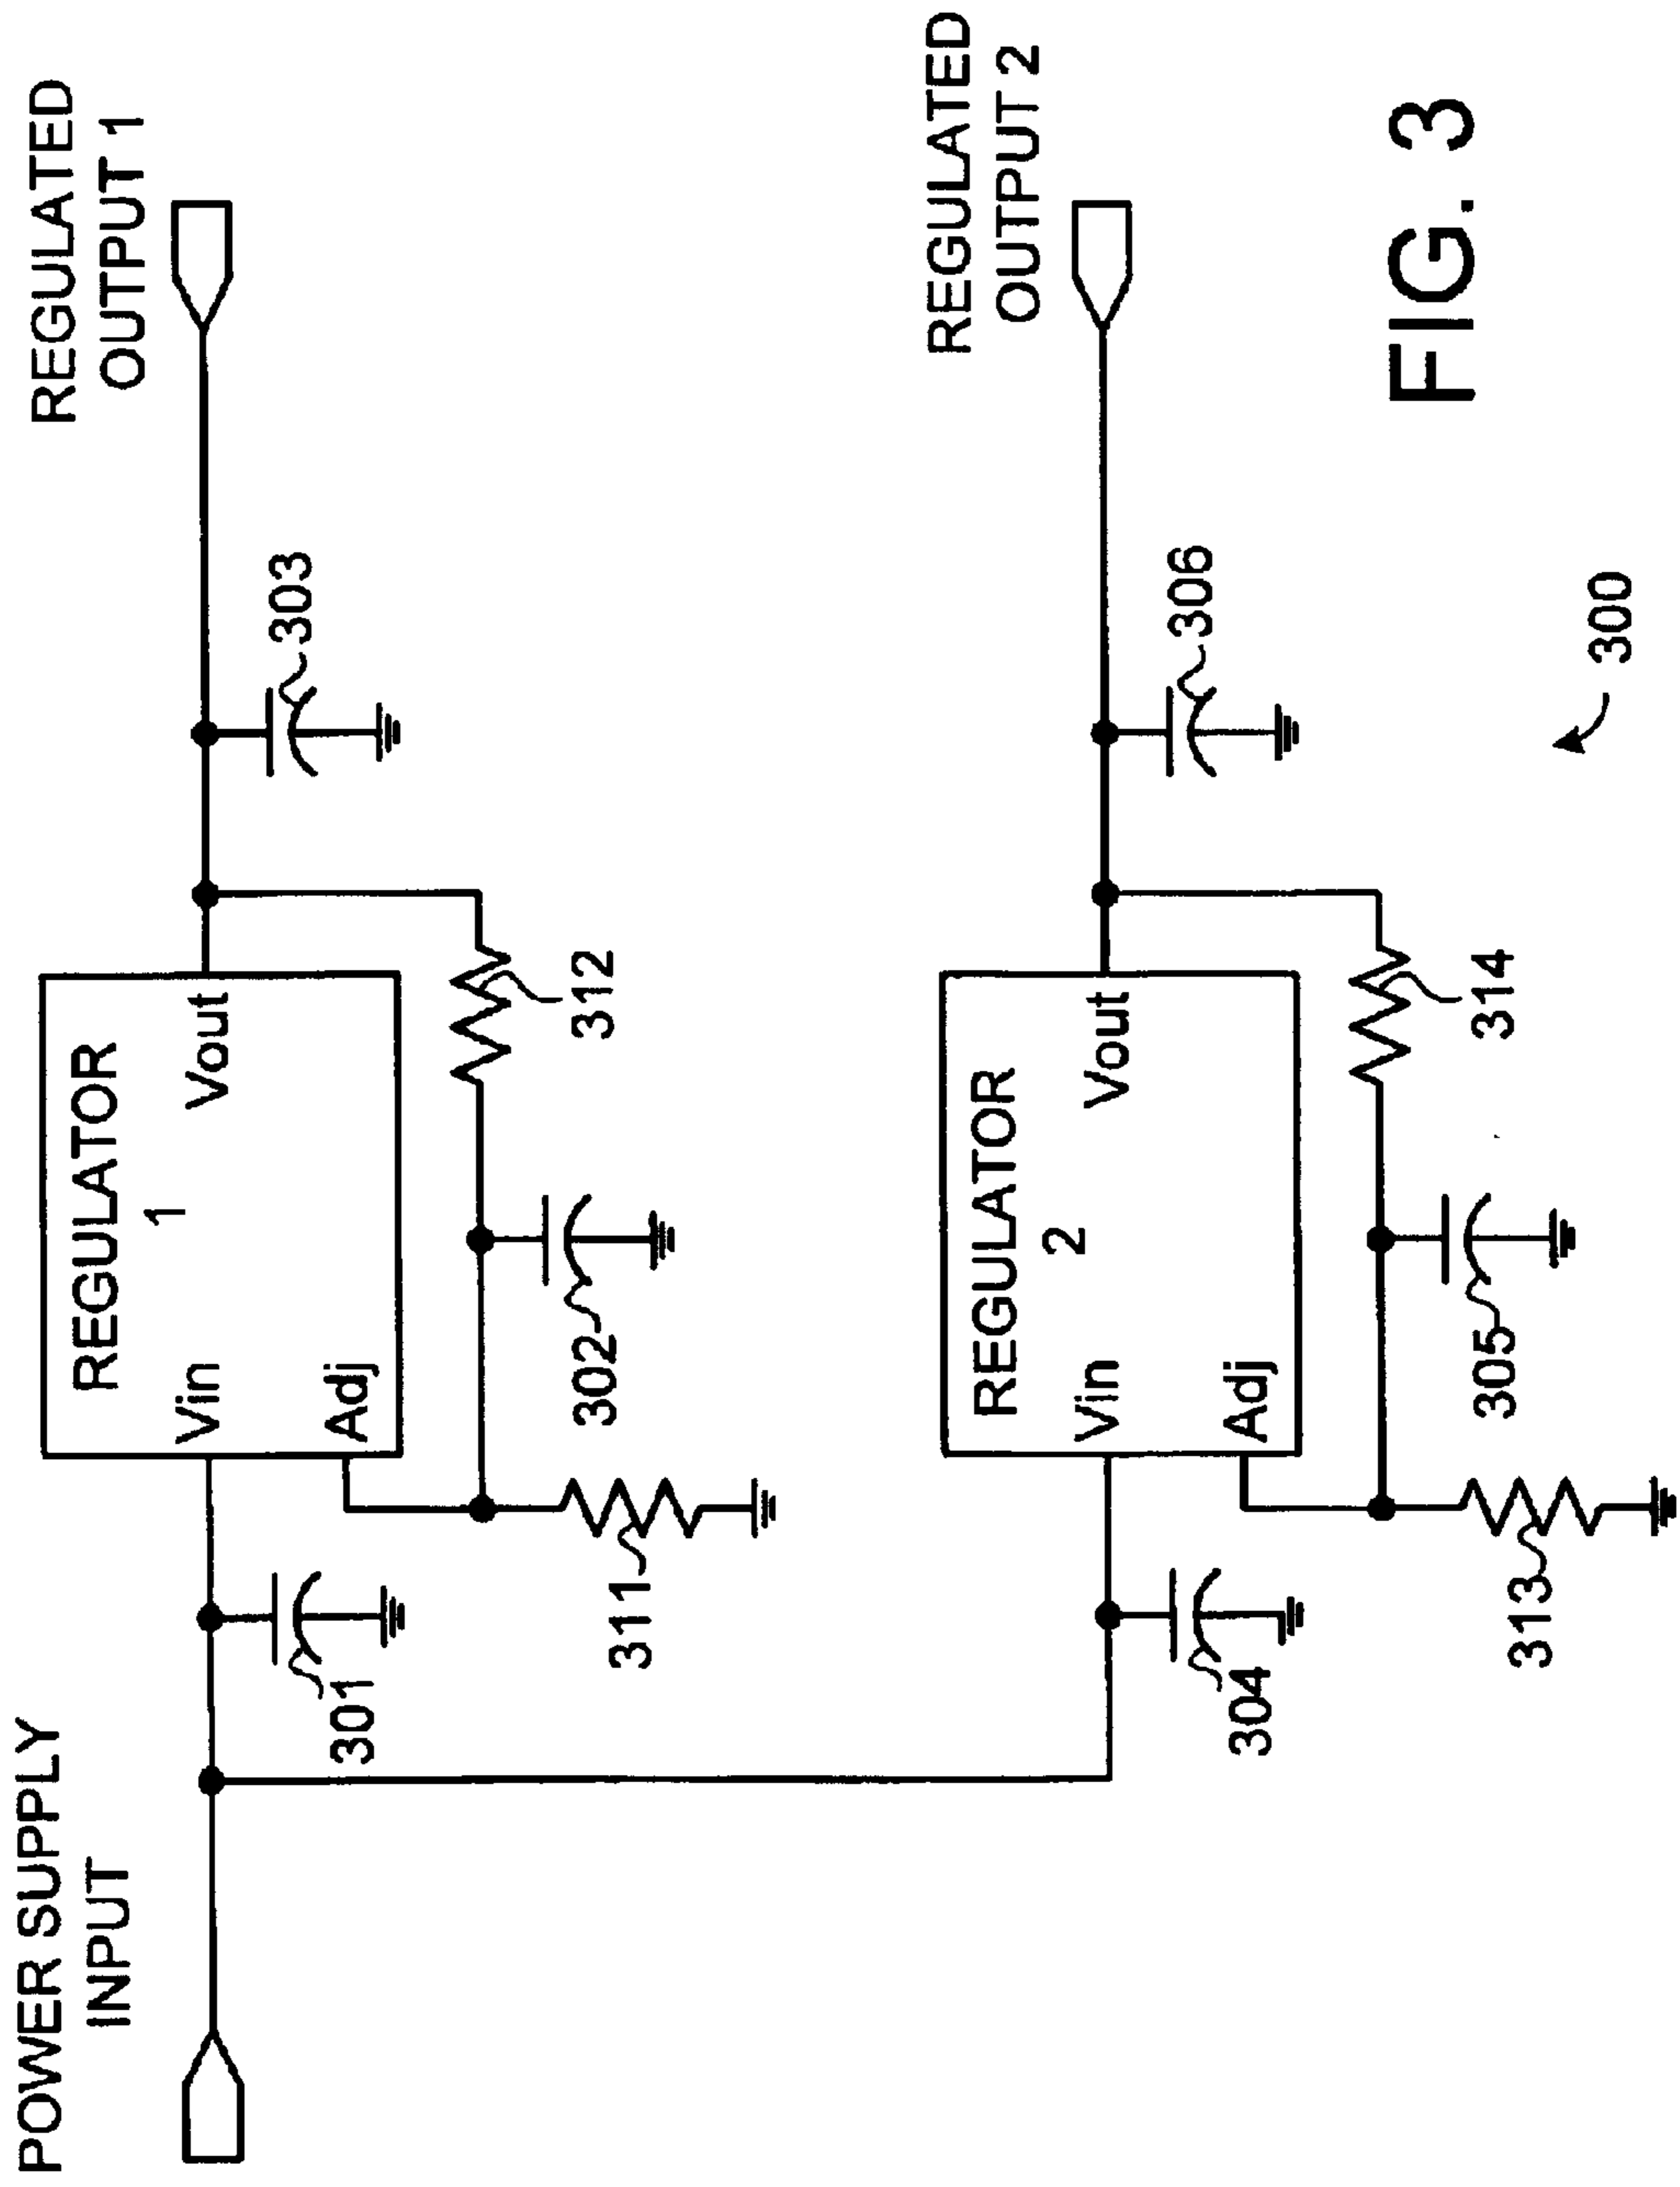 POWER SUPPLY
INPUT
REGULATED
OUTPUT 1
REGULATOR
1
Vin
Vout
Adj
301
302
303
311
312
REGULATED
OUTPUT 2
REGULATOR
2
Vin
Vout
Adj
304
305
306
313
314
300
FIG. 3